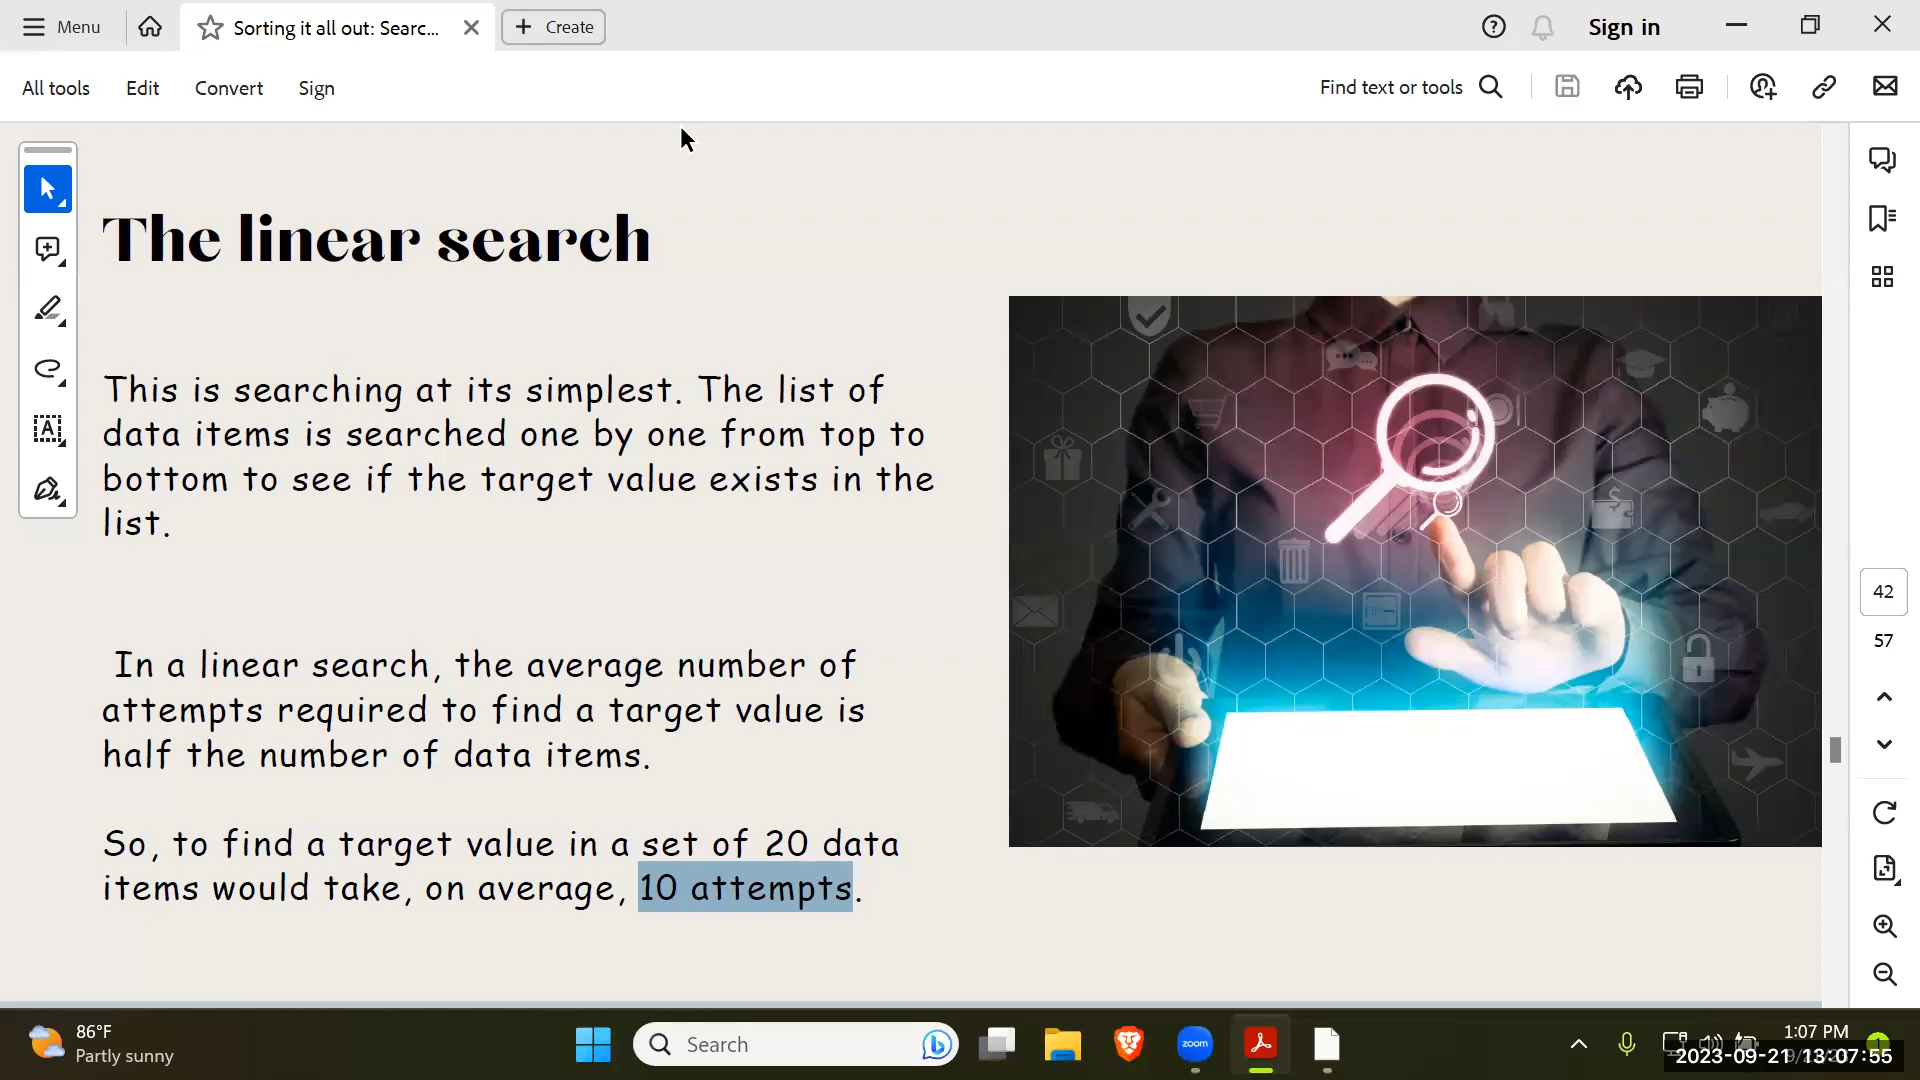 Menu
Sorting it all out: Searc...
Create
Sign in
All tools
Edit
Convert
Sign
Find text or tools
The linear search
This is searching at its simplest. The list of
data items is searched one by one from top to
bottom to see if the target value exists in the
list.
In a linear search, the average number of
attempts required to find a target value is
half the number of data items.
So, to find a target value in a set of 20 data
items would take, on average, 10 attempts.
42
57
86°F
Partly sunny
Search
zoom
1:07 PM
2023-09-21 13:07:55